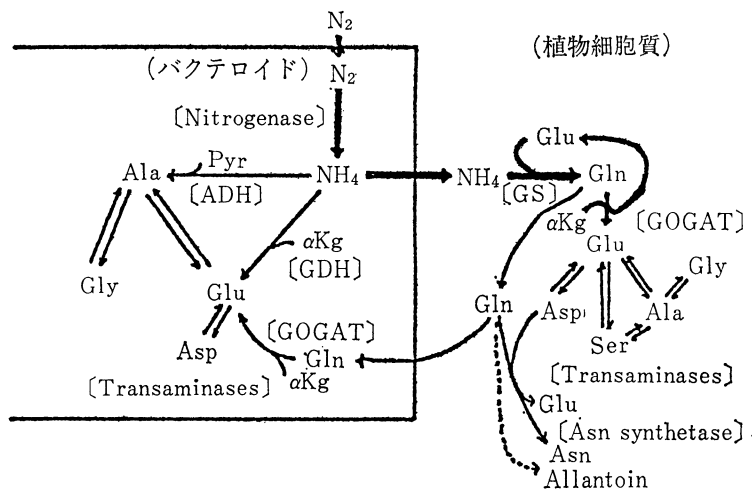 N₂
(植物細胞質)
(バクテロイド)
N₂
〔Nitrogenase〕
Glu
Ala
Pyr
NH₄
NH₄
Gln
〔ADH〕
〔GS〕
αKg
〔GOGAT〕
αKg
Glu
〔GDH〕
Gly
Gly
Glu
Gln
Asp
Ala
〔GOGAT〕
Ser
Asp
Gln
〔Transaminases〕
αKg
〔Transaminases〕
Glu
〔Asn synthetase〕
Asn
Allantoin